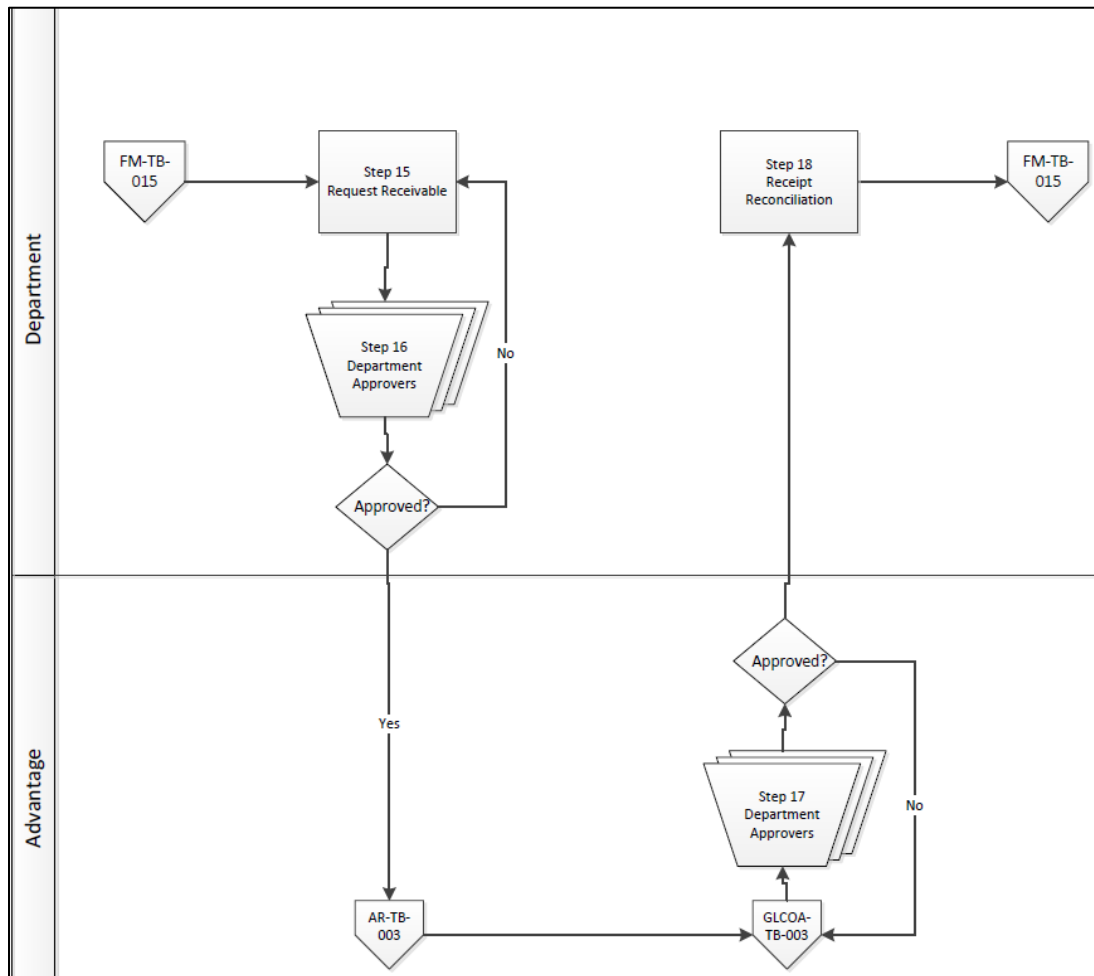 Department
FM-TB-
015
Step 15
Request Receivable
Step 16
Department
Approvers
No
Approved?
Step 18
Receipt
Reconciliation
FM-TB-
015
Advantage
Yes
AR-TB-
003
Approved?
Step 17
Department
Approvers
No
GLCOA-
TB-003